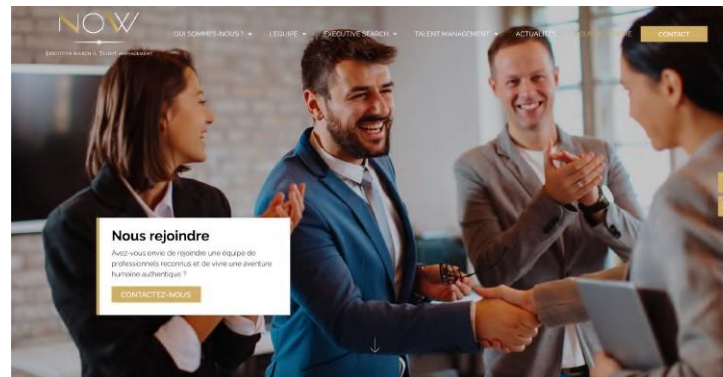 NOW
EXECUTIVE SEARCH & TALENT MANAGEMENT
QUI SOMMES-NOUS ?
L'ÉQUIPE
EXECUTIVE SEARCH
TALENT MANAGEMENT
ACTUALITÉS
CONTACT
Nous rejoindre
Avez-vous envie de rejoindre une équipe de
professionnels reconnus et de vivre une aventure
humaine authentique ?
CONTACTEZ-NOUS